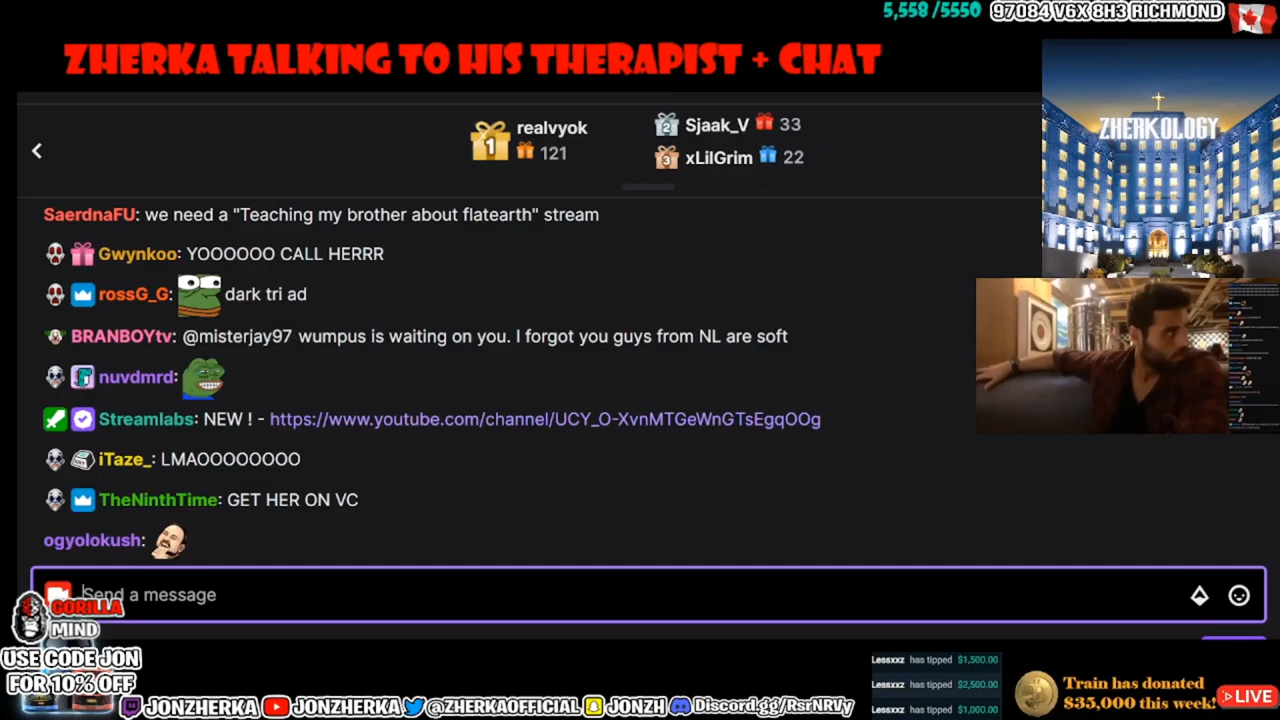 5,558 /5550
97084 V6X 8H3 RICHMOND
ZHERKA TALKING TO HIS THERAPIST + CHAT
ZHERKOLOGY
1
realvyok
121
2
Sjaak_V
33
3
xLilGrim
22
SaerdnaFU: we need a "Teaching my brother about flatearth" stream
Gwynkoo: YOOOOOO CALL HERRR
rossG_G: dark tri ad
BRANBOYtv: @misterjay97 wumpus is waiting on you. I forgot you guys from NL are soft
nuvdmrd:
Streamlabs: NEW ! - https://www.youtube.com/channel/UCY_O-XvnMTGeWnGTsEgqOOg
iTaze_: LMAOOOOOOOO
TheNinthTime: GET HER ON VC
ogyolokush:
Send a message
GORILLA
MIND
USE CODE JON
FOR 10% OFF
JONZHERKA
JONZHERKA
@ZHERKAOFFICIAL
JONZH
Discord.gg/RsrNRVy
Lessxxz has tipped $1,500.00
Lessxxz has tipped $2,500.00
Lessxxz has tipped $1,000.00
Train has donated
$35,000 this week!
LIVE